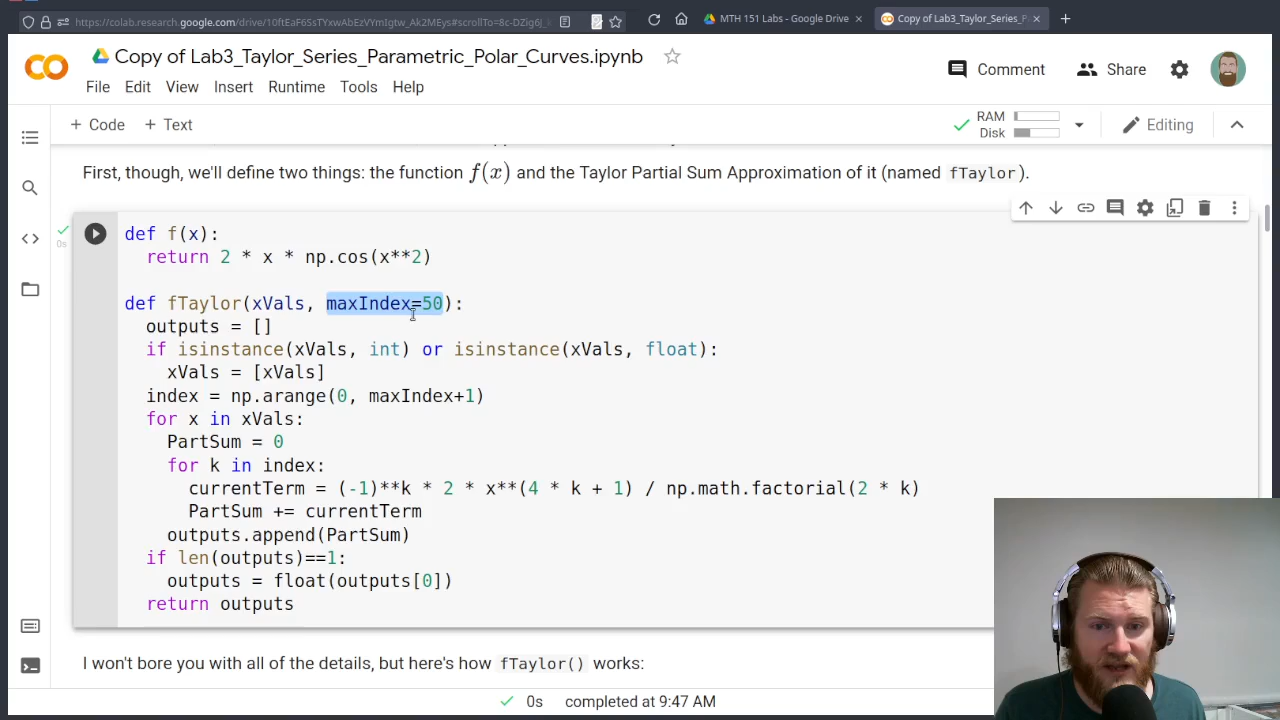 https://colab.research.google.com/drive/10ftEaF6SsTYxwAbEzVYmIgtw_Ak2MEys#scrollTo=8c-DZig6j_
MTH 151 Labs - Google Drive
Copy of Lab3_Taylor_Series_P
Copy of Lab3_Taylor_Series_Parametric_Polar_Curves.ipynb
File Edit View Insert Runtime Tools Help
Comment
Share
+ Code + Text
RAM
Disk
Editing
First, though, we'll define two things: the function f(x) and the Taylor Partial Sum Approximation of it (named fTaylor).
0s
def f(x):
  return 2 * x * np.cos(x**2)
def fTaylor(xVals, maxIndex=50):
  outputs = []
  if isinstance(xVals, int) or isinstance(xVals, float):
    xVals = [xVals]
  index = np.arange(0, maxIndex+1)
  for x in xVals:
    PartSum = 0
    for k in index:
      currentTerm = (-1)**k * 2 * x**(4 * k + 1) / np.math.factorial(2 * k)
      PartSum += currentTerm
    outputs.append(PartSum)
  if len(outputs)==1:
    outputs = float(outputs[0])
  return outputs
I won't bore you with all of the details, but here's how fTaylor() works:
0s completed at 9:47 AM